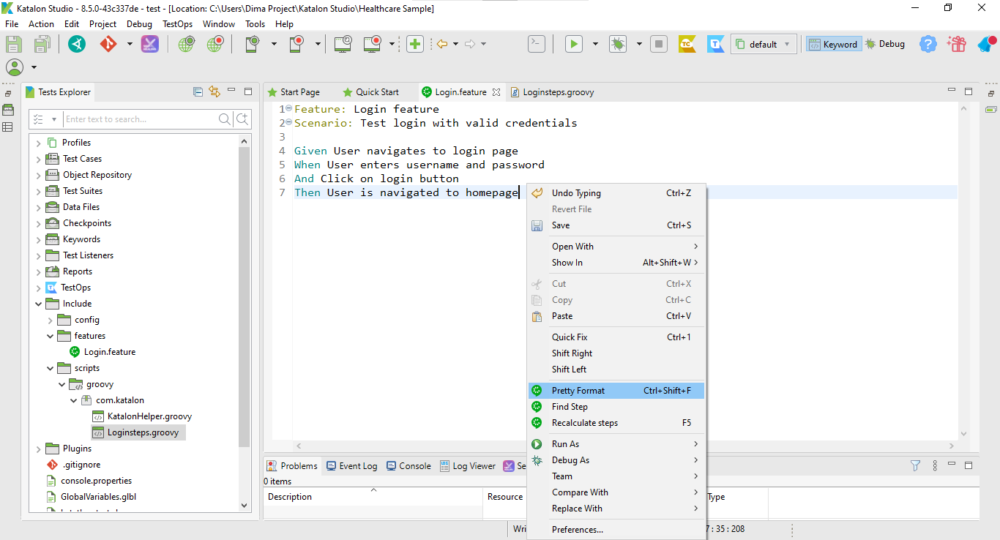 Katalon Studio - 8.5.0-43c337de - test - [Location: C:\Users\Dima Project\Katalon Studio\Healthcare Sample]
File Action Edit Project Debug TestOps Window Tools Help
TC T default Keyword Debug
Tests Explorer
Enter text to search...
Profiles
Test Cases
Object Repository
Test Suites
Data Files
Checkpoints
Keywords
Test Listeners
Reports
TestOps
Include
config
features
Login.feature
scripts
groovy
com.katalon
KatalonHelper.groovy
Loginsteps.groovy
Plugins
.gitignore
console.properties
GlobalVariables.glbl
Start Page Quick Start Login.feature Loginsteps.groovy
1 Feature: Login feature
2 Scenario: Test login with valid credentials
3
4 Given User navigates to login page
5 When User enters username and password
6 And Click on login button
7 Then User is navigated to homepage
Undo Typing Ctrl+Z
Revert File
Save Ctrl+S
Open With
Show In Alt+Shift+W
Cut Ctrl+X
Copy Ctrl+C
Paste Ctrl+V
Quick Fix Ctrl+1
Shift Right
Shift Left
Pretty Format Ctrl+Shift+F
Find Step
Recalculate steps F5
Run As
Debug As
Team
Compare With
Replace With
Preferences...
Problems Event Log Console Log Viewer Se
0 items
Description Resource Type
Wri 7 : 35 : 208